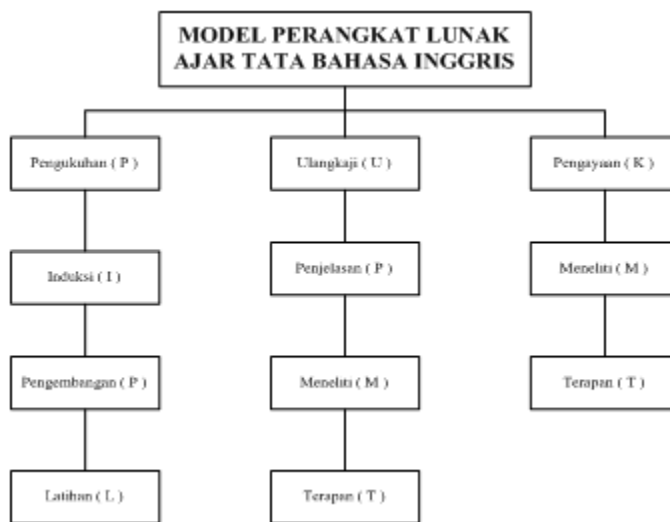 MODEL PERANGKAT LUNAK
AJAR TATA BAHASA INGGRIS
Pengukuhan ( P )
Ulangkaji ( U )
Pengayaan ( K )
Induksi ( I )
Penjelasan ( P )
Meneliti ( M )
Pengembangan ( P )
Meneliti ( M )
Terapan ( T )
Latihan ( L )
Terapan ( T )